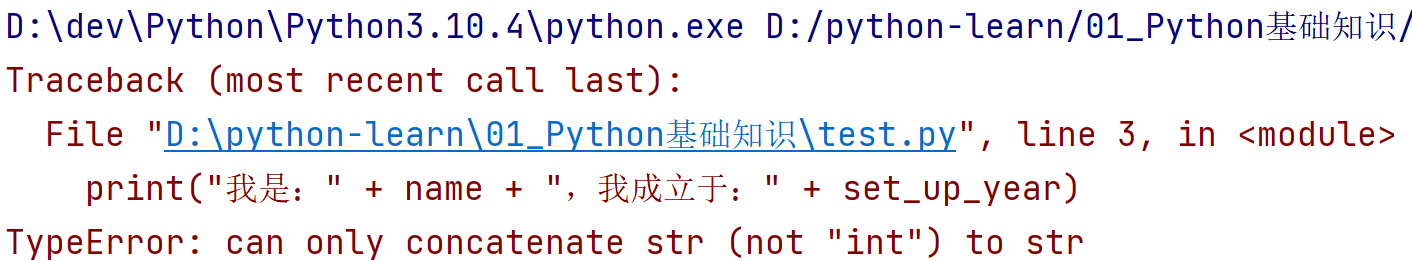 D:\dev\Python\Python3.10.4\python.exe D:/python-learn/01_Python基础知识/
Traceback (most recent call last):
  File "D:\python-learn\01_Python基础知识\test.py", line 3, in <module>
    print("我是：" + name + "，我成立于：" + set_up_year)
TypeError: can only concatenate str (not "int") to str